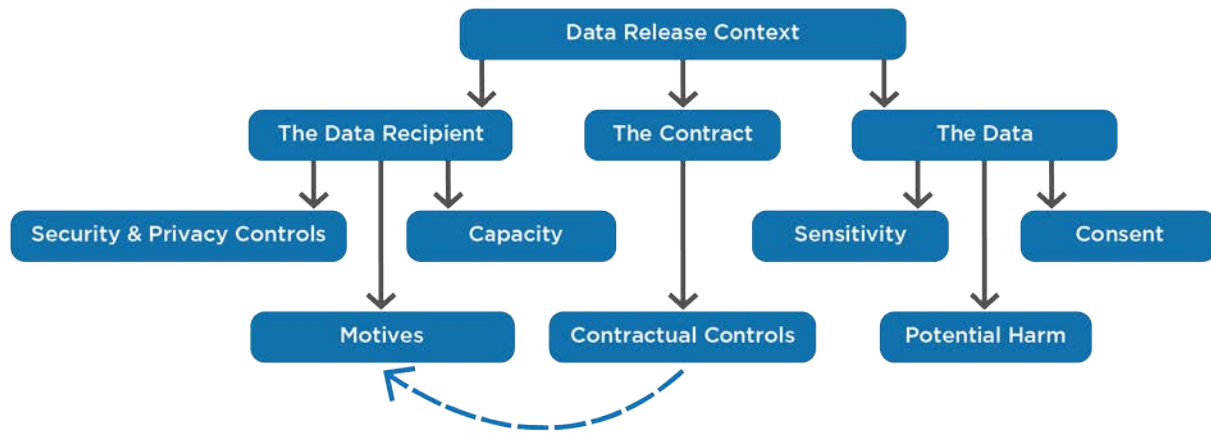 Data Release Context
The Data Recipient
The Contract
The Data
Security & Privacy Controls
Capacity
Sensitivity
Consent
Motives
Contractual Controls
Potential Harm